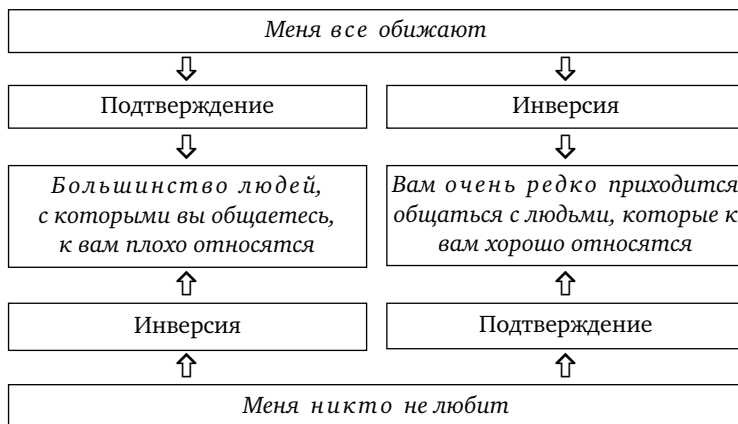 Меня все обижают
Подтверждение
Инверсия
Большинство людей,
с которыми вы общаетесь,
к вам плохо относятся
Вам очень редко приходится
общаться с людьми, которые к
вам хорошо относятся
Инверсия
Подтверждение
Меня никто не любит